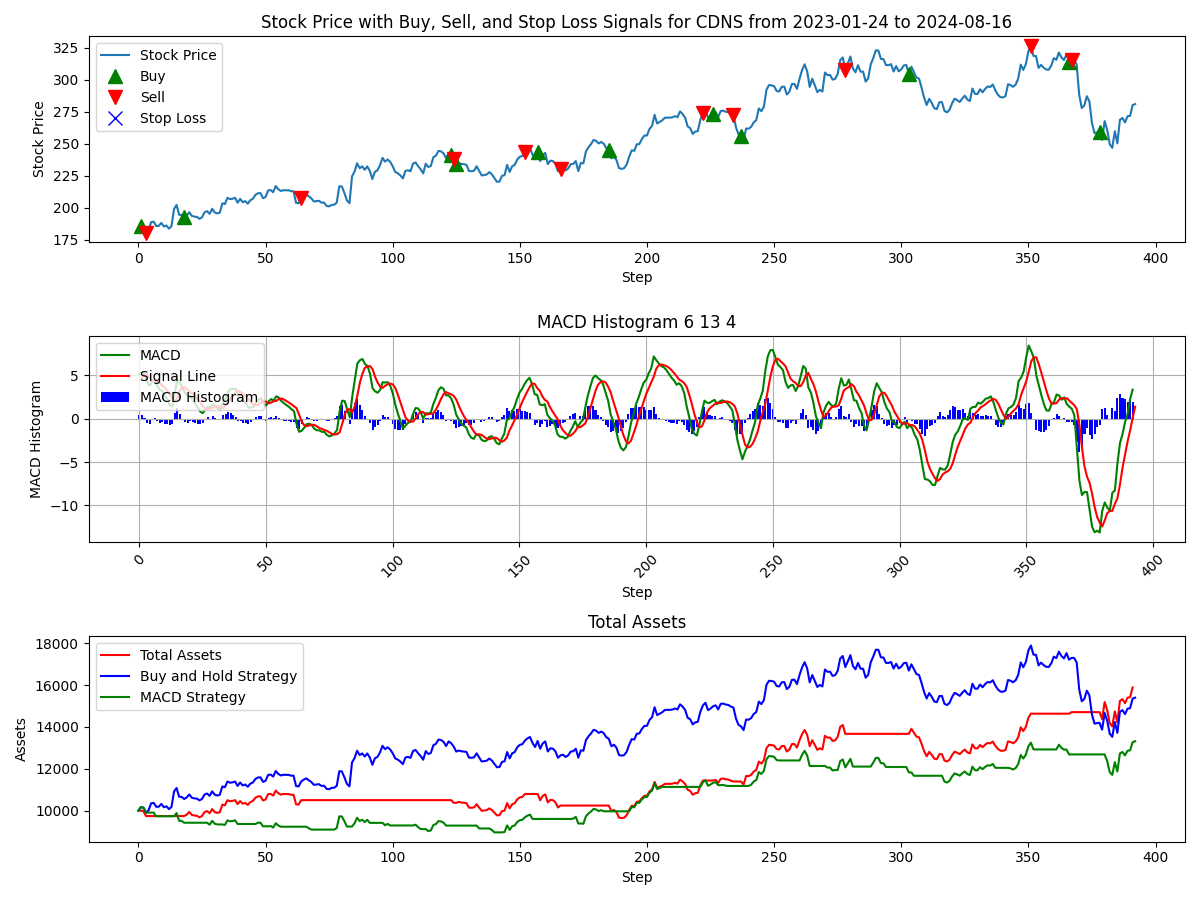 Stock Price with Buy, Sell, and Stop Loss Signals for CDNS from 2023-01-24 to 2024-08-16
Stock Price
325
300
275
250
225
200
175
Stock Price
Buy
Sell
Stop Loss
0 50 100 150 200 250 300 350 400
Step
MACD Histogram 6 13 4
MACD Histogram
5
0
−5
−10
MACD
Signal Line
MACD Histogram
0 50 100 150 200 250 300 350 400
Step
Total Assets
Assets
18000
16000
14000
12000
10000
Total Assets
Buy and Hold Strategy
MACD Strategy
0 50 100 150 200 250 300 350 400
Step